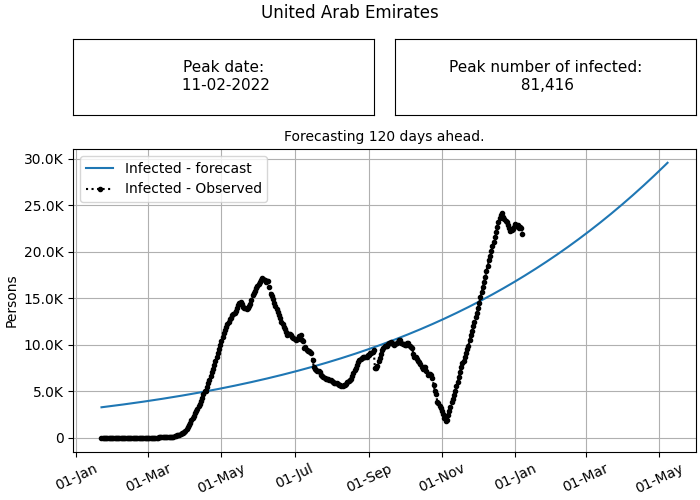 United Arab Emirates
Peak date:
11-02-2022
Peak number of infected:
81,416
Forecasting 120 days ahead.
Infected - forecast
Infected - Observed
30.0K
25.0K
20.0K
15.0K
10.0K
5.0K
0
Persons
01-Jan
01-Mar
01-May
01-Jul
01-Sep
01-Nov
01-Jan
01-Mar
01-May